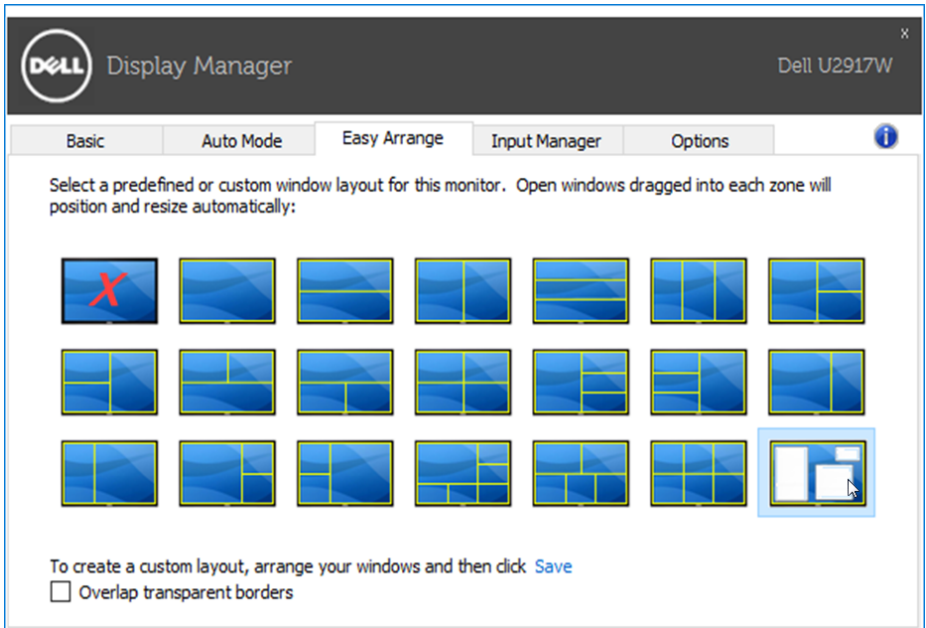 X
DELL Display Manager
Dell U2917W
Basic Auto Mode Easy Arrange Input Manager Options i
Select a predefined or custom window layout for this monitor. Open windows dragged into each zone will
position and resize automatically:
X
To create a custom layout, arrange your windows and then click Save
Overlap transparent borders